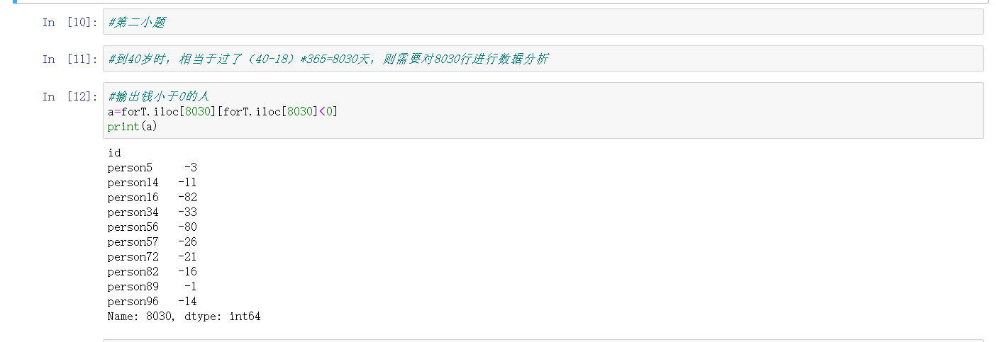 In [10]: #第二小题
In [11]: #到40岁时，相当于过了（40-18）*365=8030天，则需要对8030行进行数据分析
In [12]: #输出钱小于0的人
a=forT.iloc[8030][forT.iloc[8030]<0]
print(a)
id
person5     -3
person14   -11
person16   -82
person34   -33
person56   -80
person57   -26
person72   -21
person82   -16
person89    -1
person96   -14
Name: 8030, dtype: int64